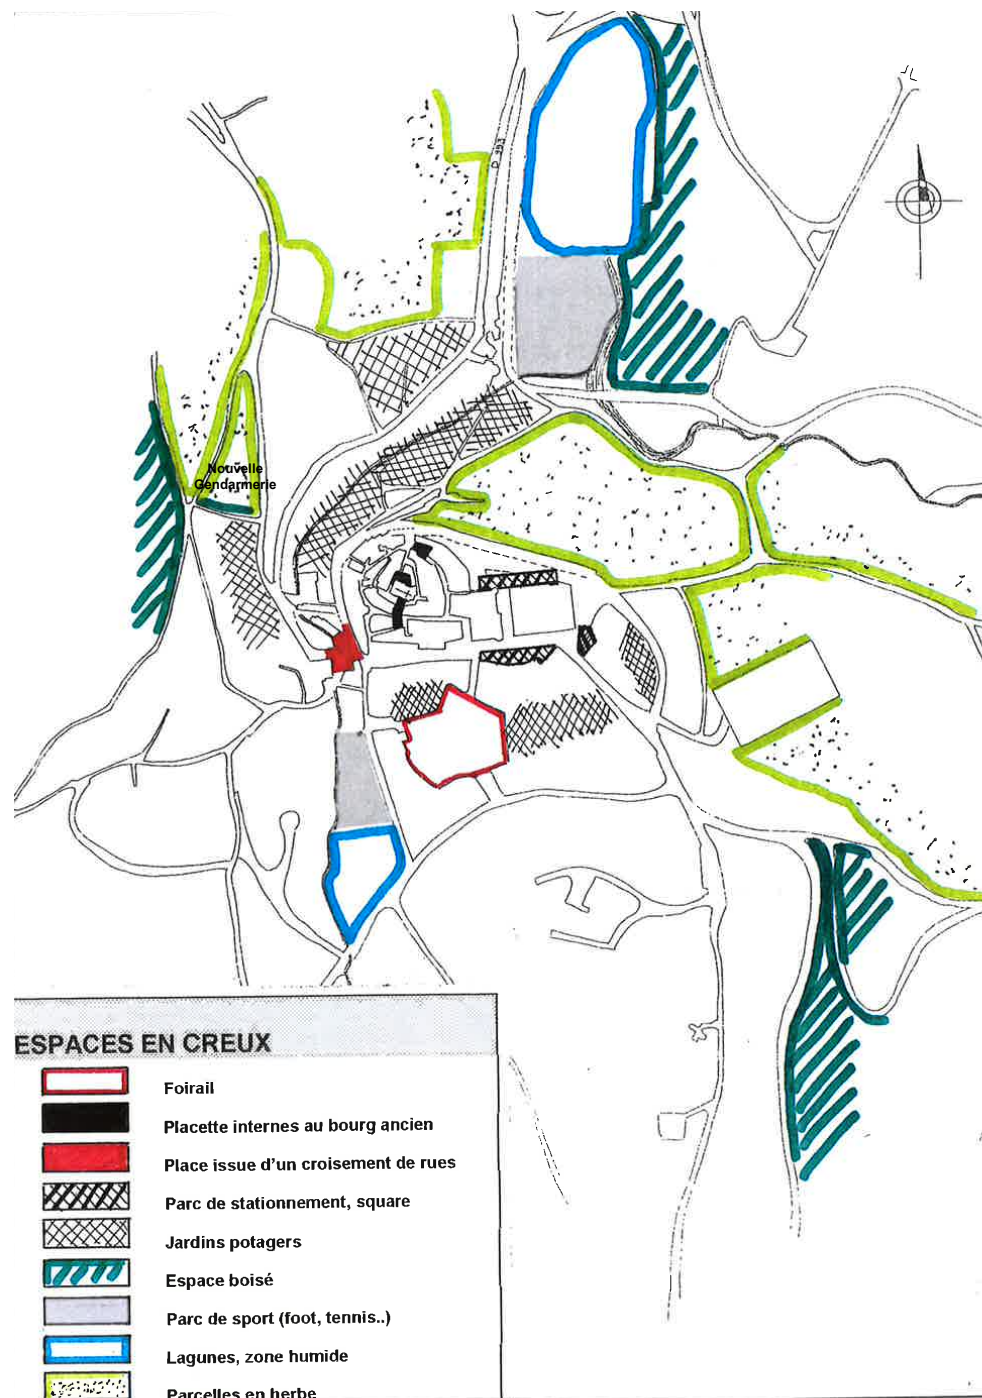 D 993
Nouvelle
Gendarmerie
ESPACES EN CREUX
Foirail
Placette internes au bourg ancien
Place issue d'un croisement de rues
Parc de stationnement, square
Jardins potagers
Espace boisé
Parc de sport (foot, tennis..)
Lagunes, zone humide
Parcelles en herbe